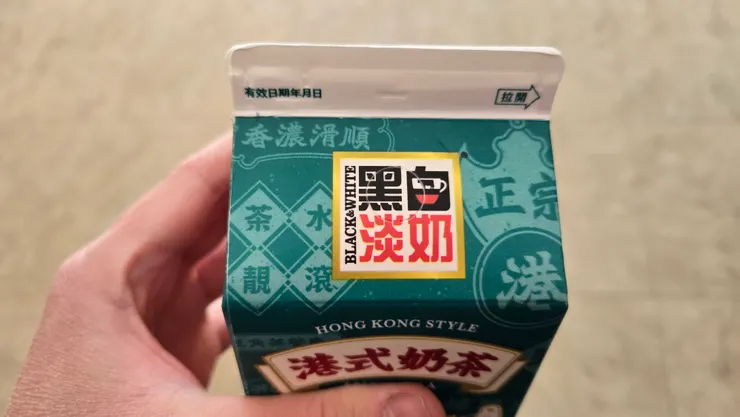 有效日期年月日
拉開
香濃滑順
BLACK&WHITE
黑白
淡奶
茶水
靚滾
正宗
港
HONG KONG STYLE
港式奶茶